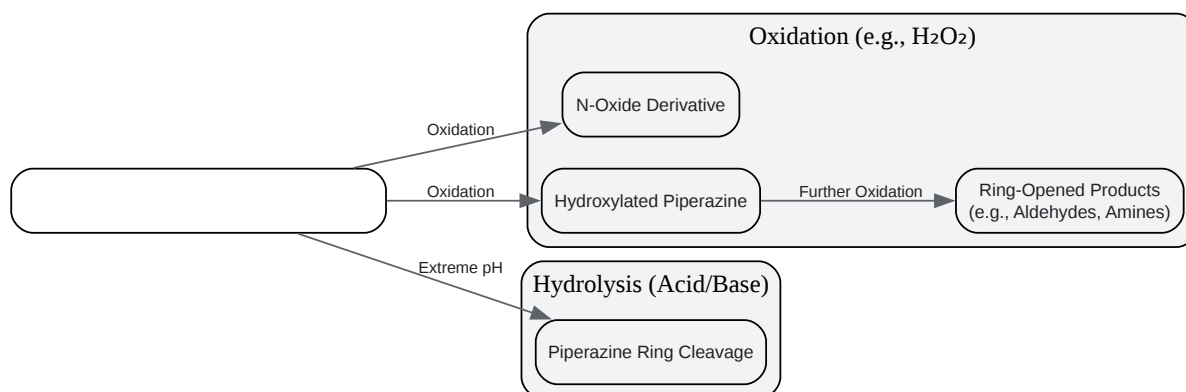 Oxidation (e.g., H₂O₂)
N-Oxide Derivative
Oxidation
Oxidation
Hydroxylated Piperazine
Further Oxidation
Ring-Opened Products
(e.g., Aldehydes, Amines)
Extreme pH
Hydrolysis (Acid/Base)
Piperazine Ring Cleavage